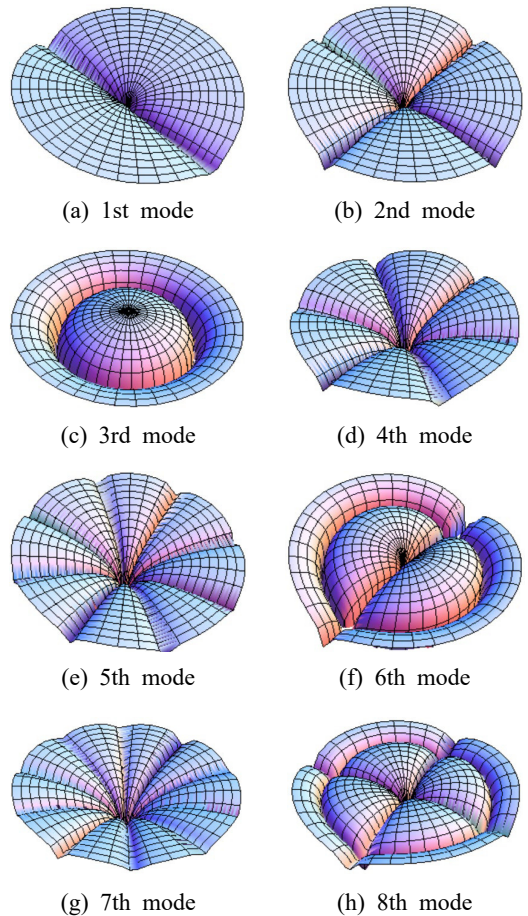 (a) 1st mode
(b) 2nd mode
(c) 3rd mode
(d) 4th mode
(e) 5th mode
(f) 6th mode
(g) 7th mode
(h) 8th mode